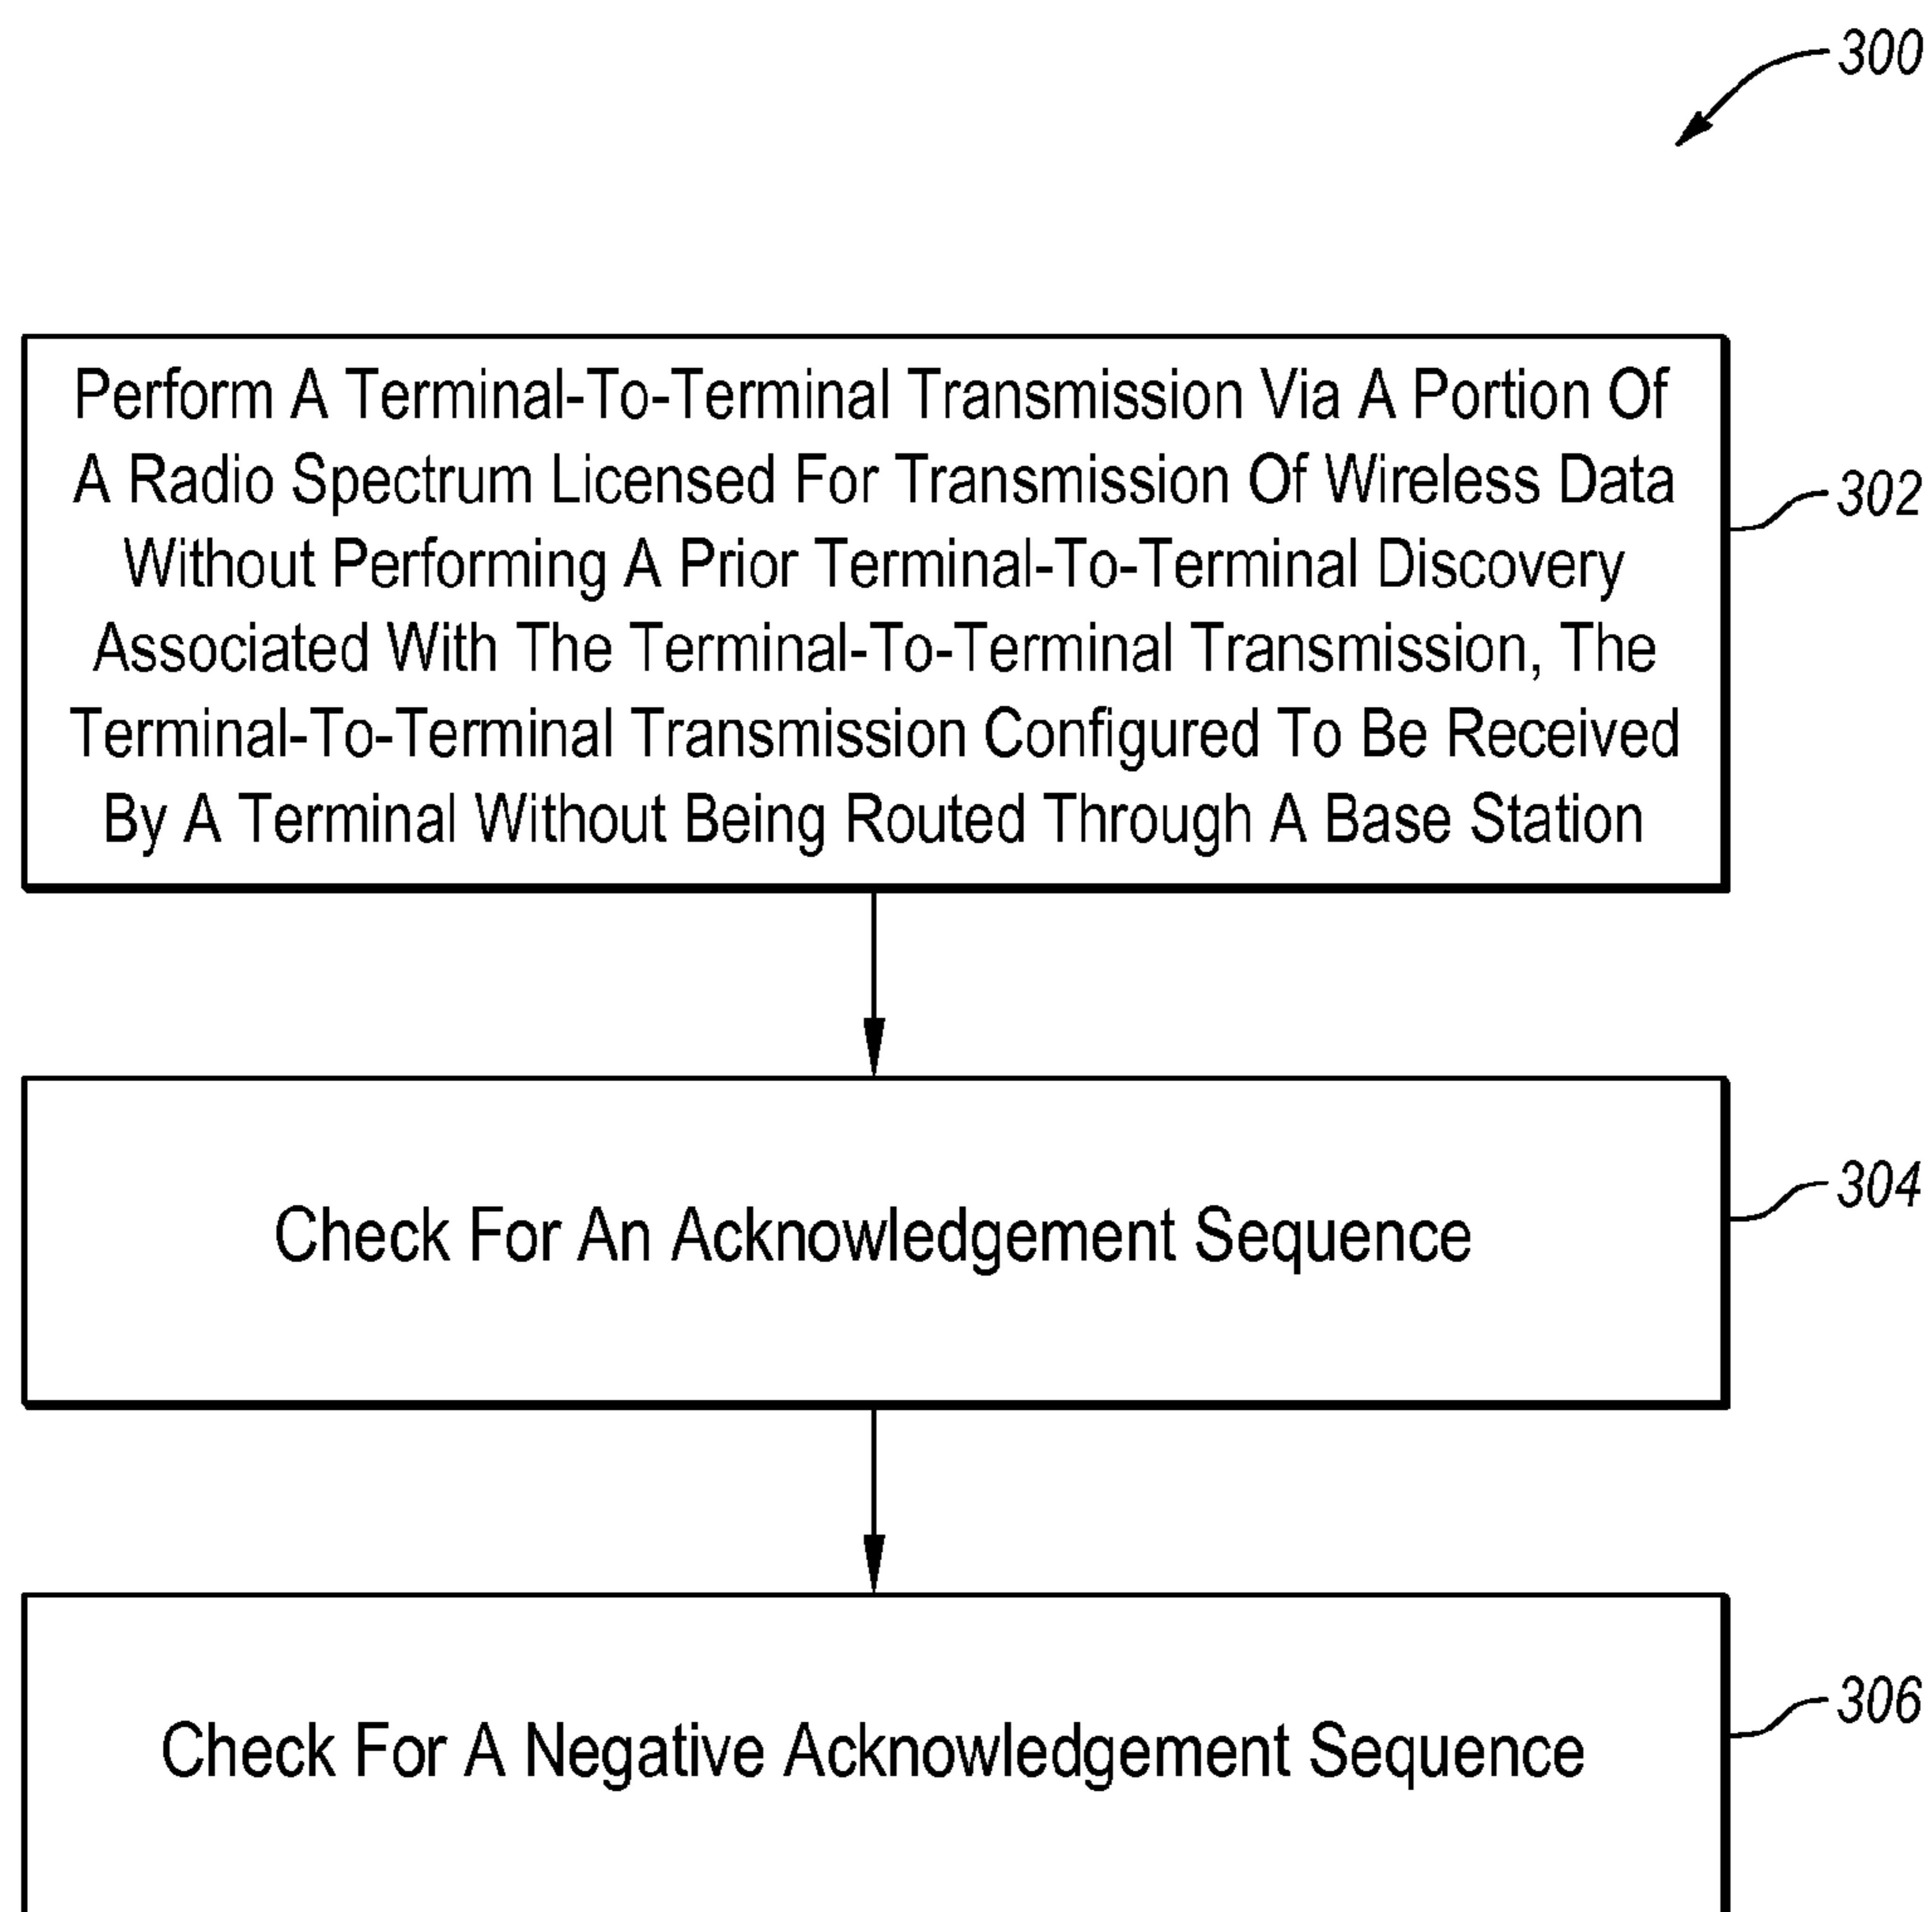 300
Perform A Terminal-To-Terminal Transmission Via A Portion Of
A Radio Spectrum Licensed For Transmission Of Wireless Data
Without Performing A Prior Terminal-To-Terminal Discovery
Associated With The Terminal-To-Terminal Transmission, The
Terminal-To-Terminal Transmission Configured To Be Received
By A Terminal Without Being Routed Through A Base Station
302
Check For An Acknowledgement Sequence
304
Check For A Negative Acknowledgement Sequence
306